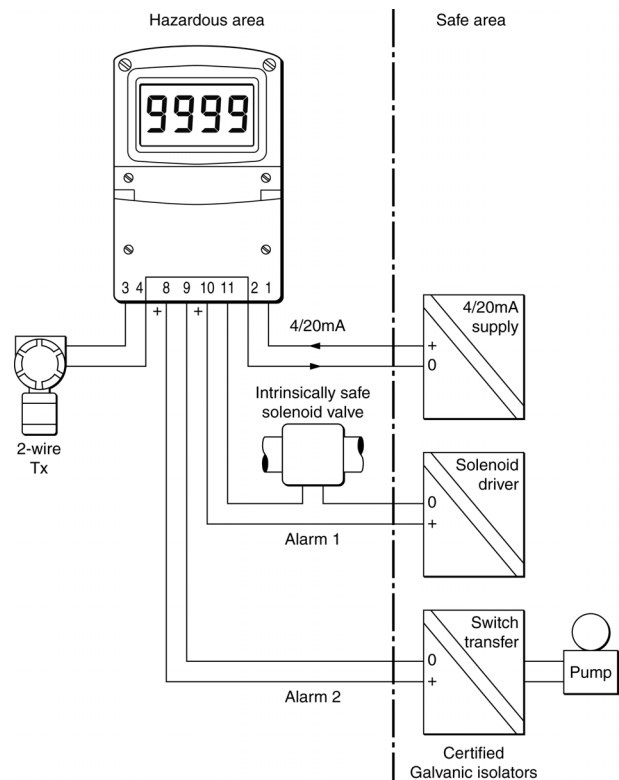 Hazardous area
Safe area
9999
3 4 8 9 10 11 2 1
+ +
4/20mA
4/20mA
supply
+
0
2-wire
Tx
Intrinsically safe
solenoid valve
Solenoid
driver
0
+
Alarm 1
Switch
transfer
0
+
Pump
Alarm 2
Certified
Galvanic isolators